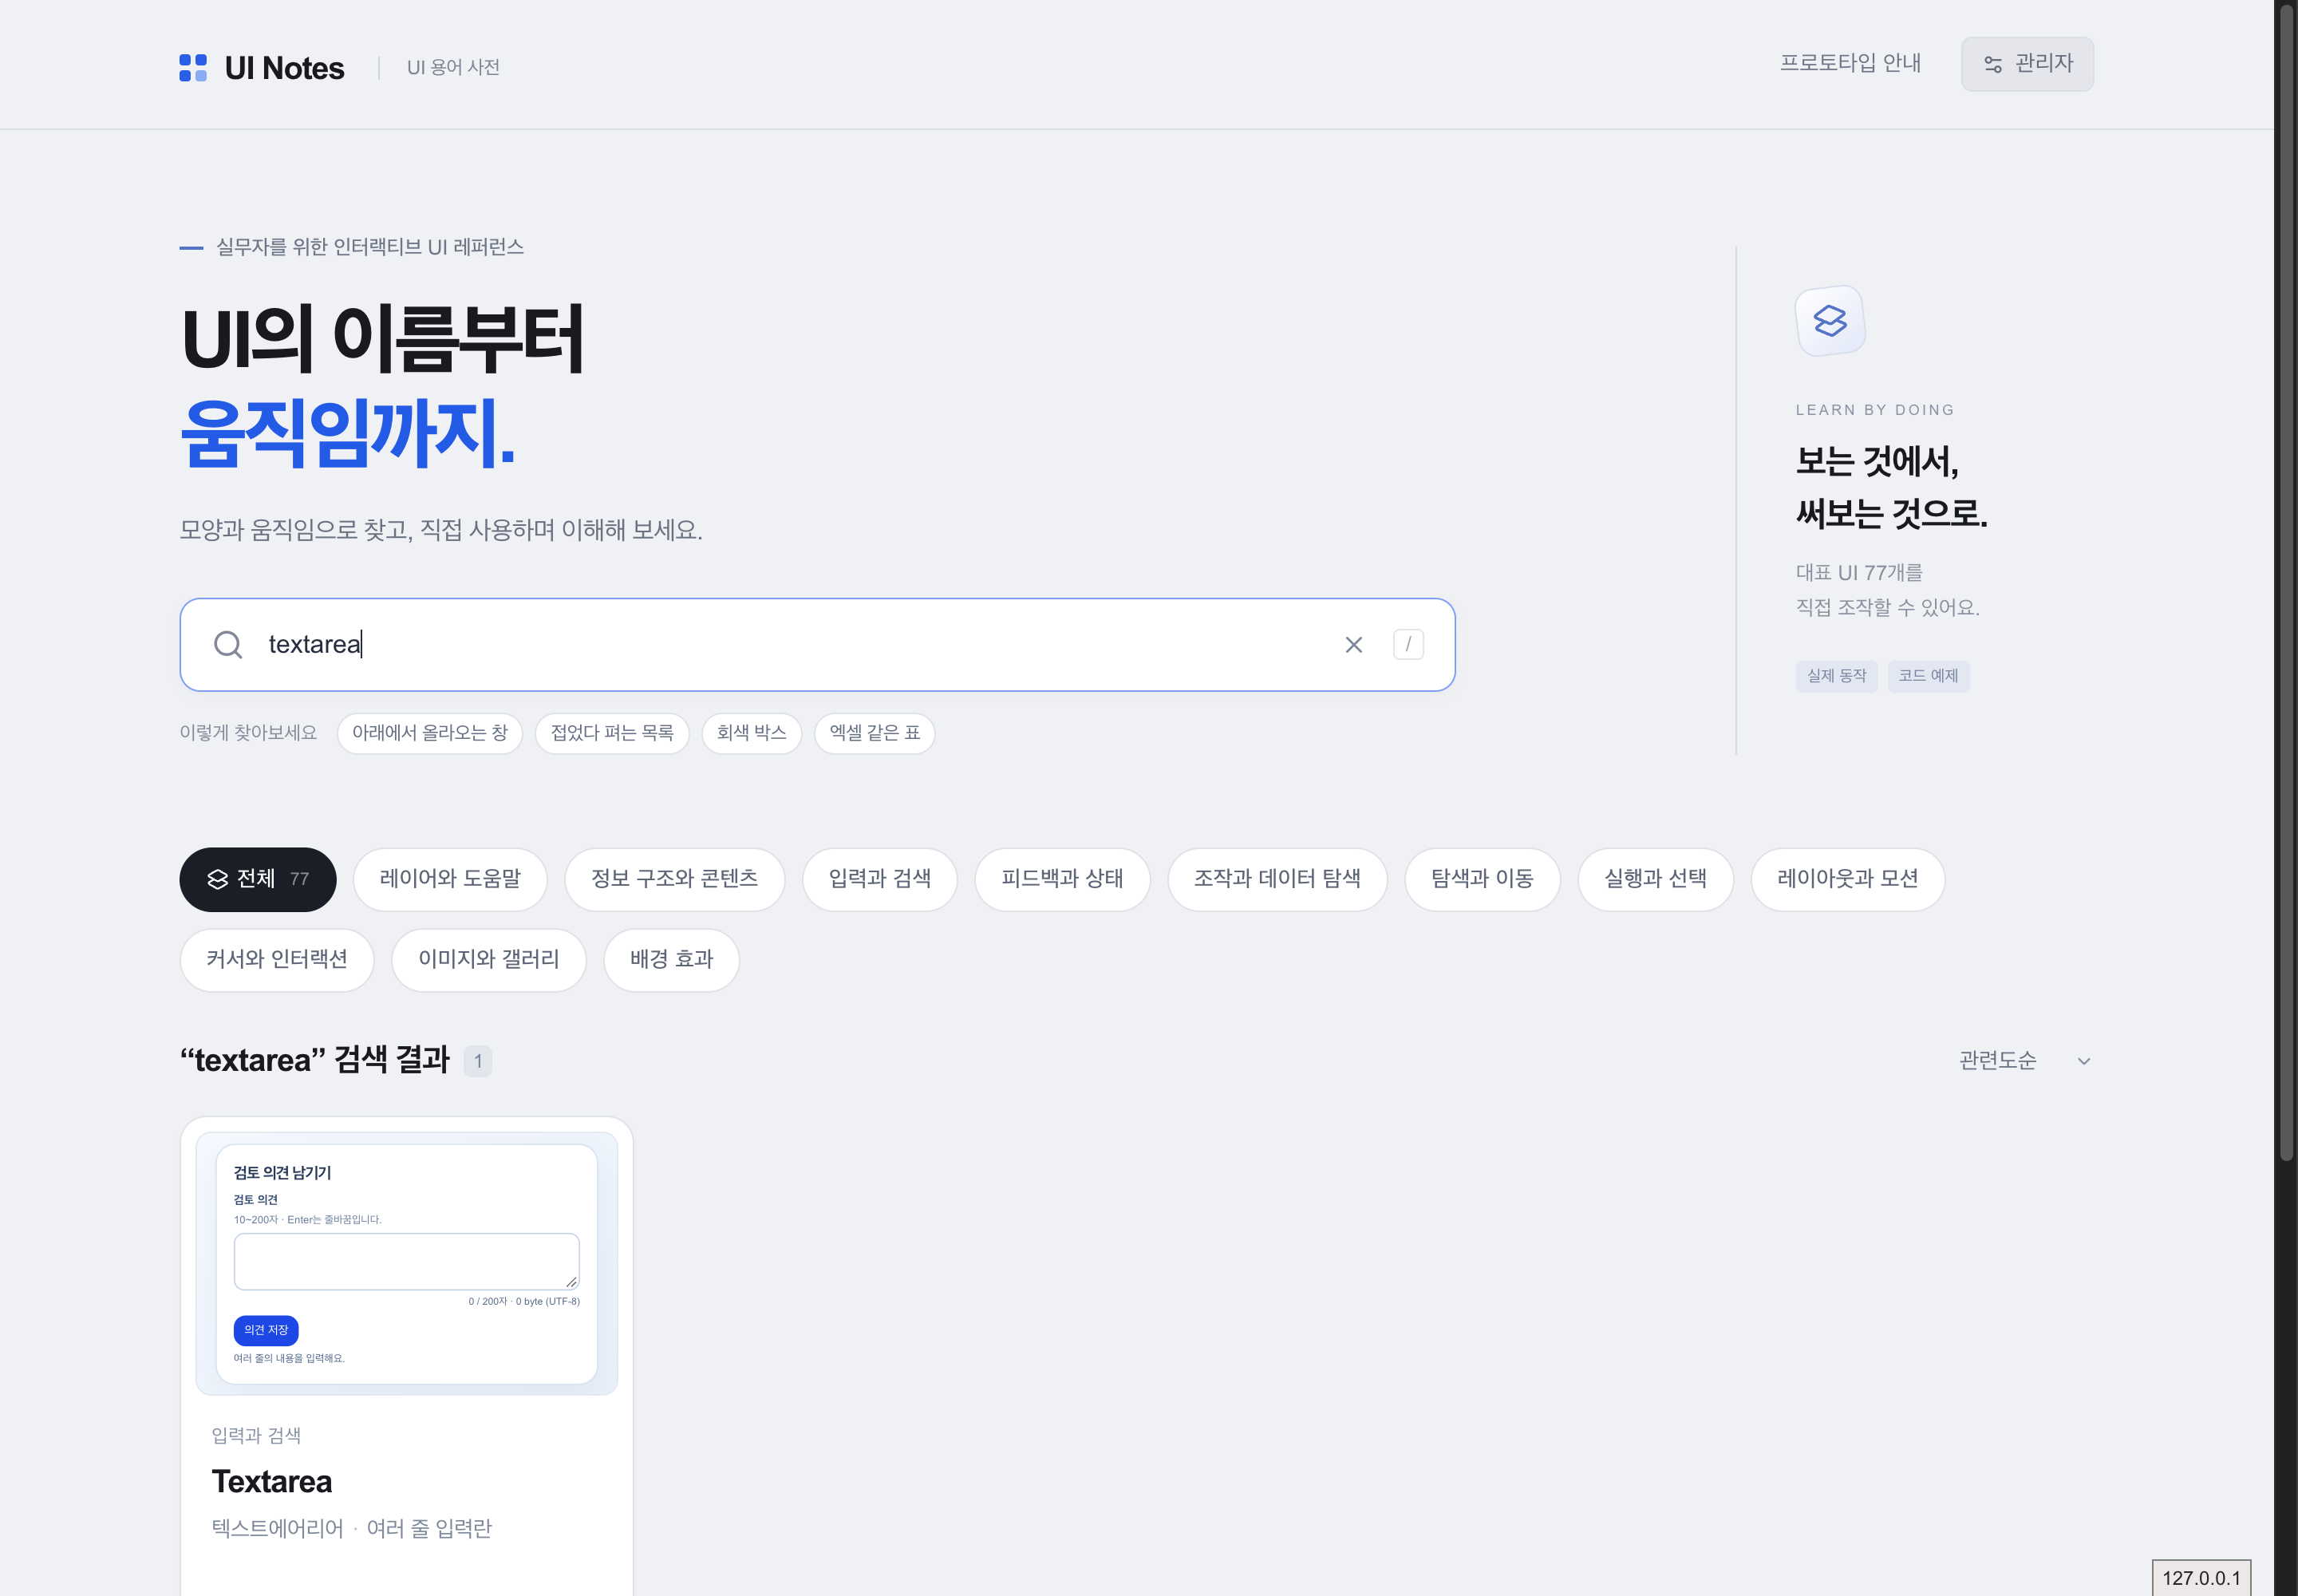 UI Notes
UI 용어 사전
프로토타입 안내
관리자
실무자를 위한 인터랙티브 UI 레퍼런스
UI의 이름부터
움직임까지.
모양과 움직임으로 찾고, 직접 사용하며 이해해 보세요.
textarea
/
이렇게 찾아보세요
아래에서 올라오는 창
접었다 펴는 목록
회색 박스
엑셀 같은 표
LEARN BY DOING
보는 것에서,
써보는 것으로.
대표 UI 77개를
직접 조작할 수 있어요.
실제 동작
코드 예제
전체 77
레이어와 도움말
정보 구조와 콘텐츠
입력과 검색
피드백과 상태
조작과 데이터 탐색
탐색과 이동
실행과 선택
레이아웃과 모션
커서와 인터랙션
이미지와 갤러리
배경 효과
“textarea” 검색 결과 1
관련도순
검토 의견 남기기
검토 의견
10~200자 · Enter는 줄바꿈입니다.
0 / 200자 · 0 byte (UTF-8)
의견 저장
여러 줄의 내용을 입력해요.
입력과 검색
Textarea
텍스트에어리어 · 여러 줄 입력란
127.0.0.1